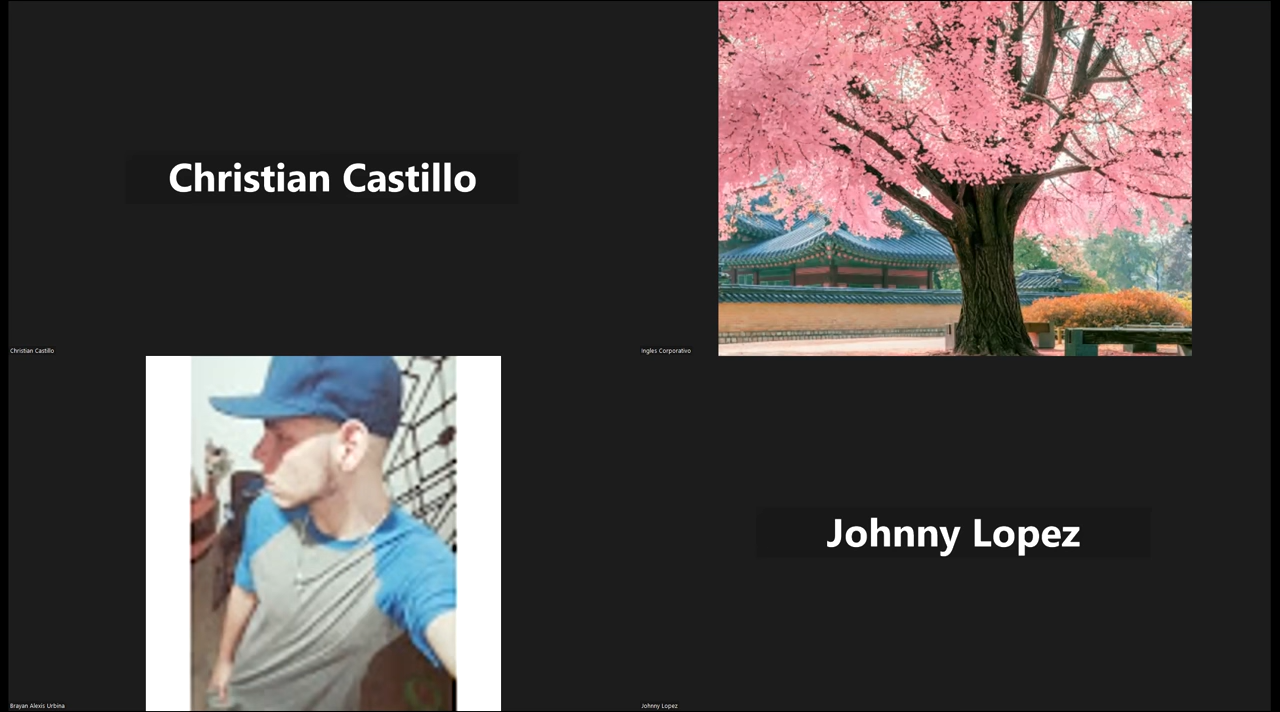 Christian Castillo
Christian Castillo
Ingles Corporativo
Johnny Lopez
Brayan Alexis Urbina
Johnny Lopez